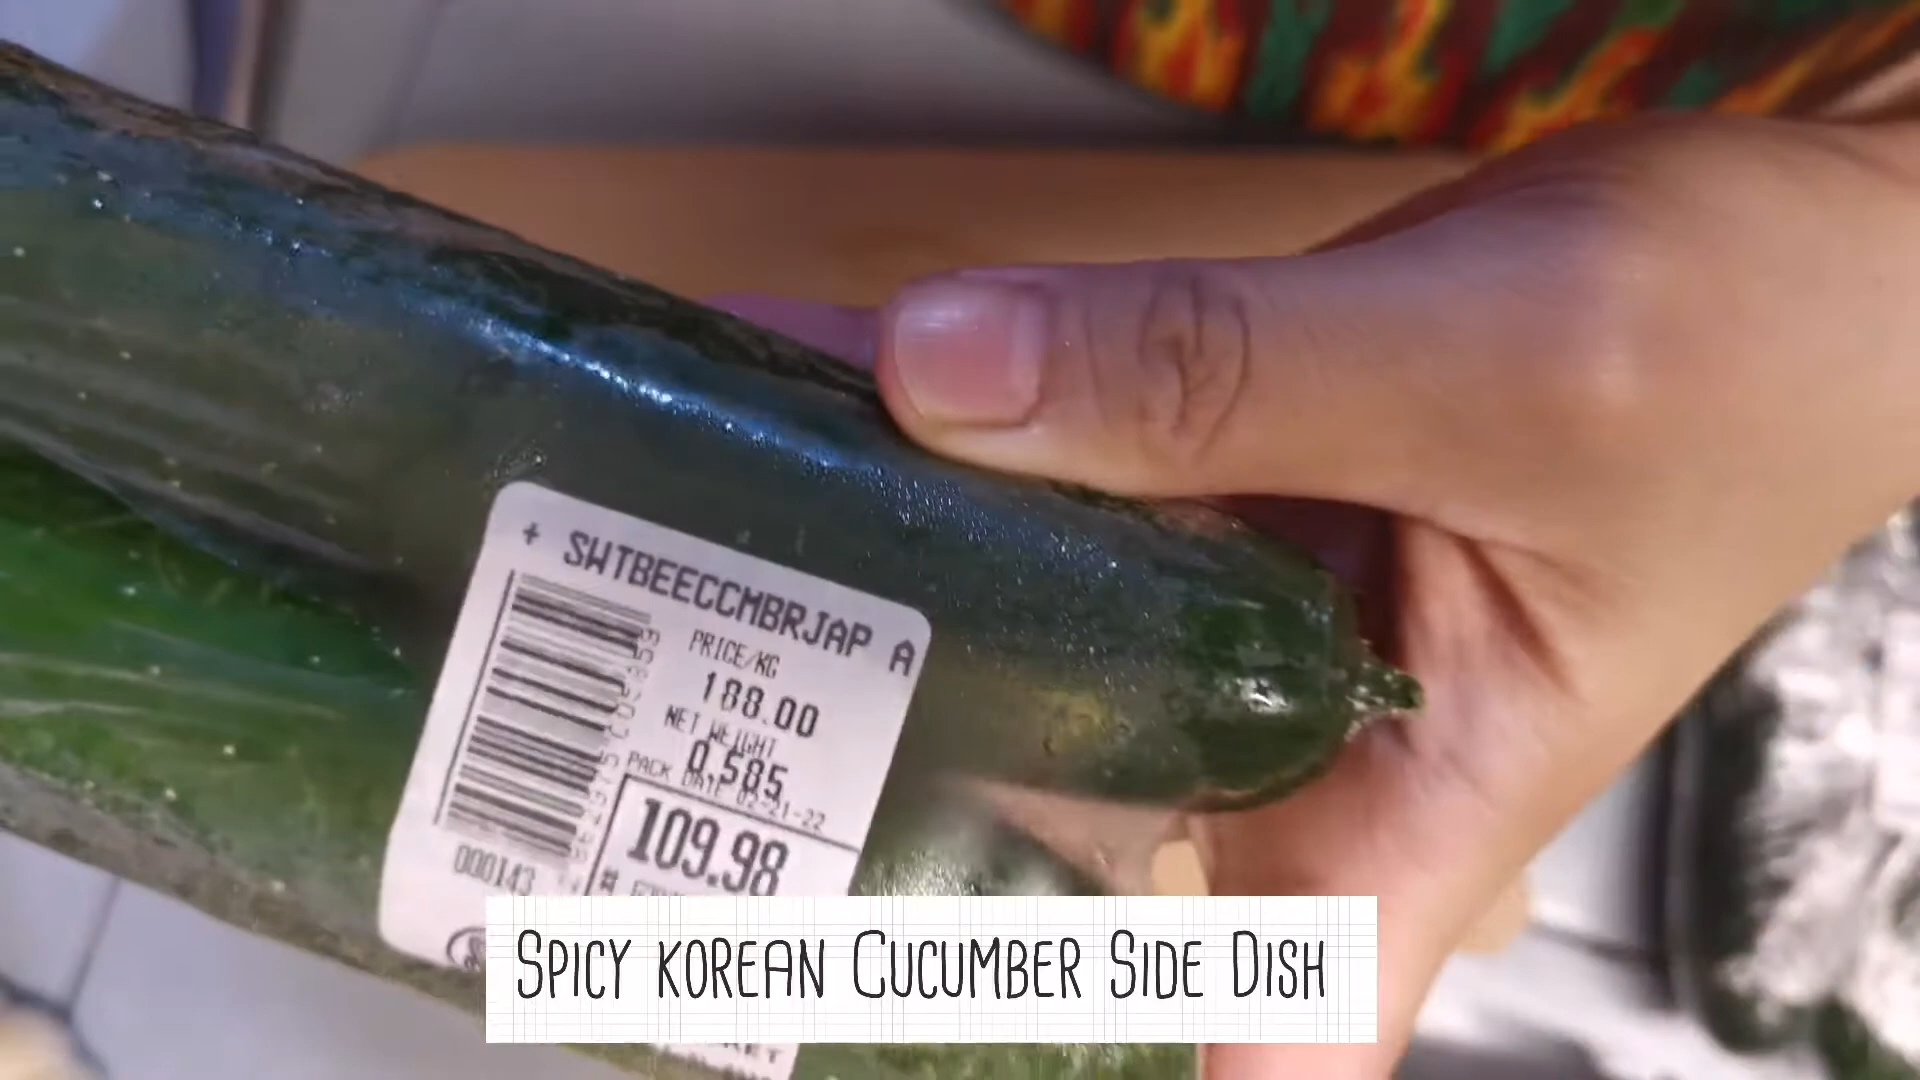 + SWTBEECCMBRJAP A
PRICE/KG
188.00
NET WEIGHT
0.585
PACK DATE 02-21-22
109.98
000143
Spicy korean Cucumber Side Dish